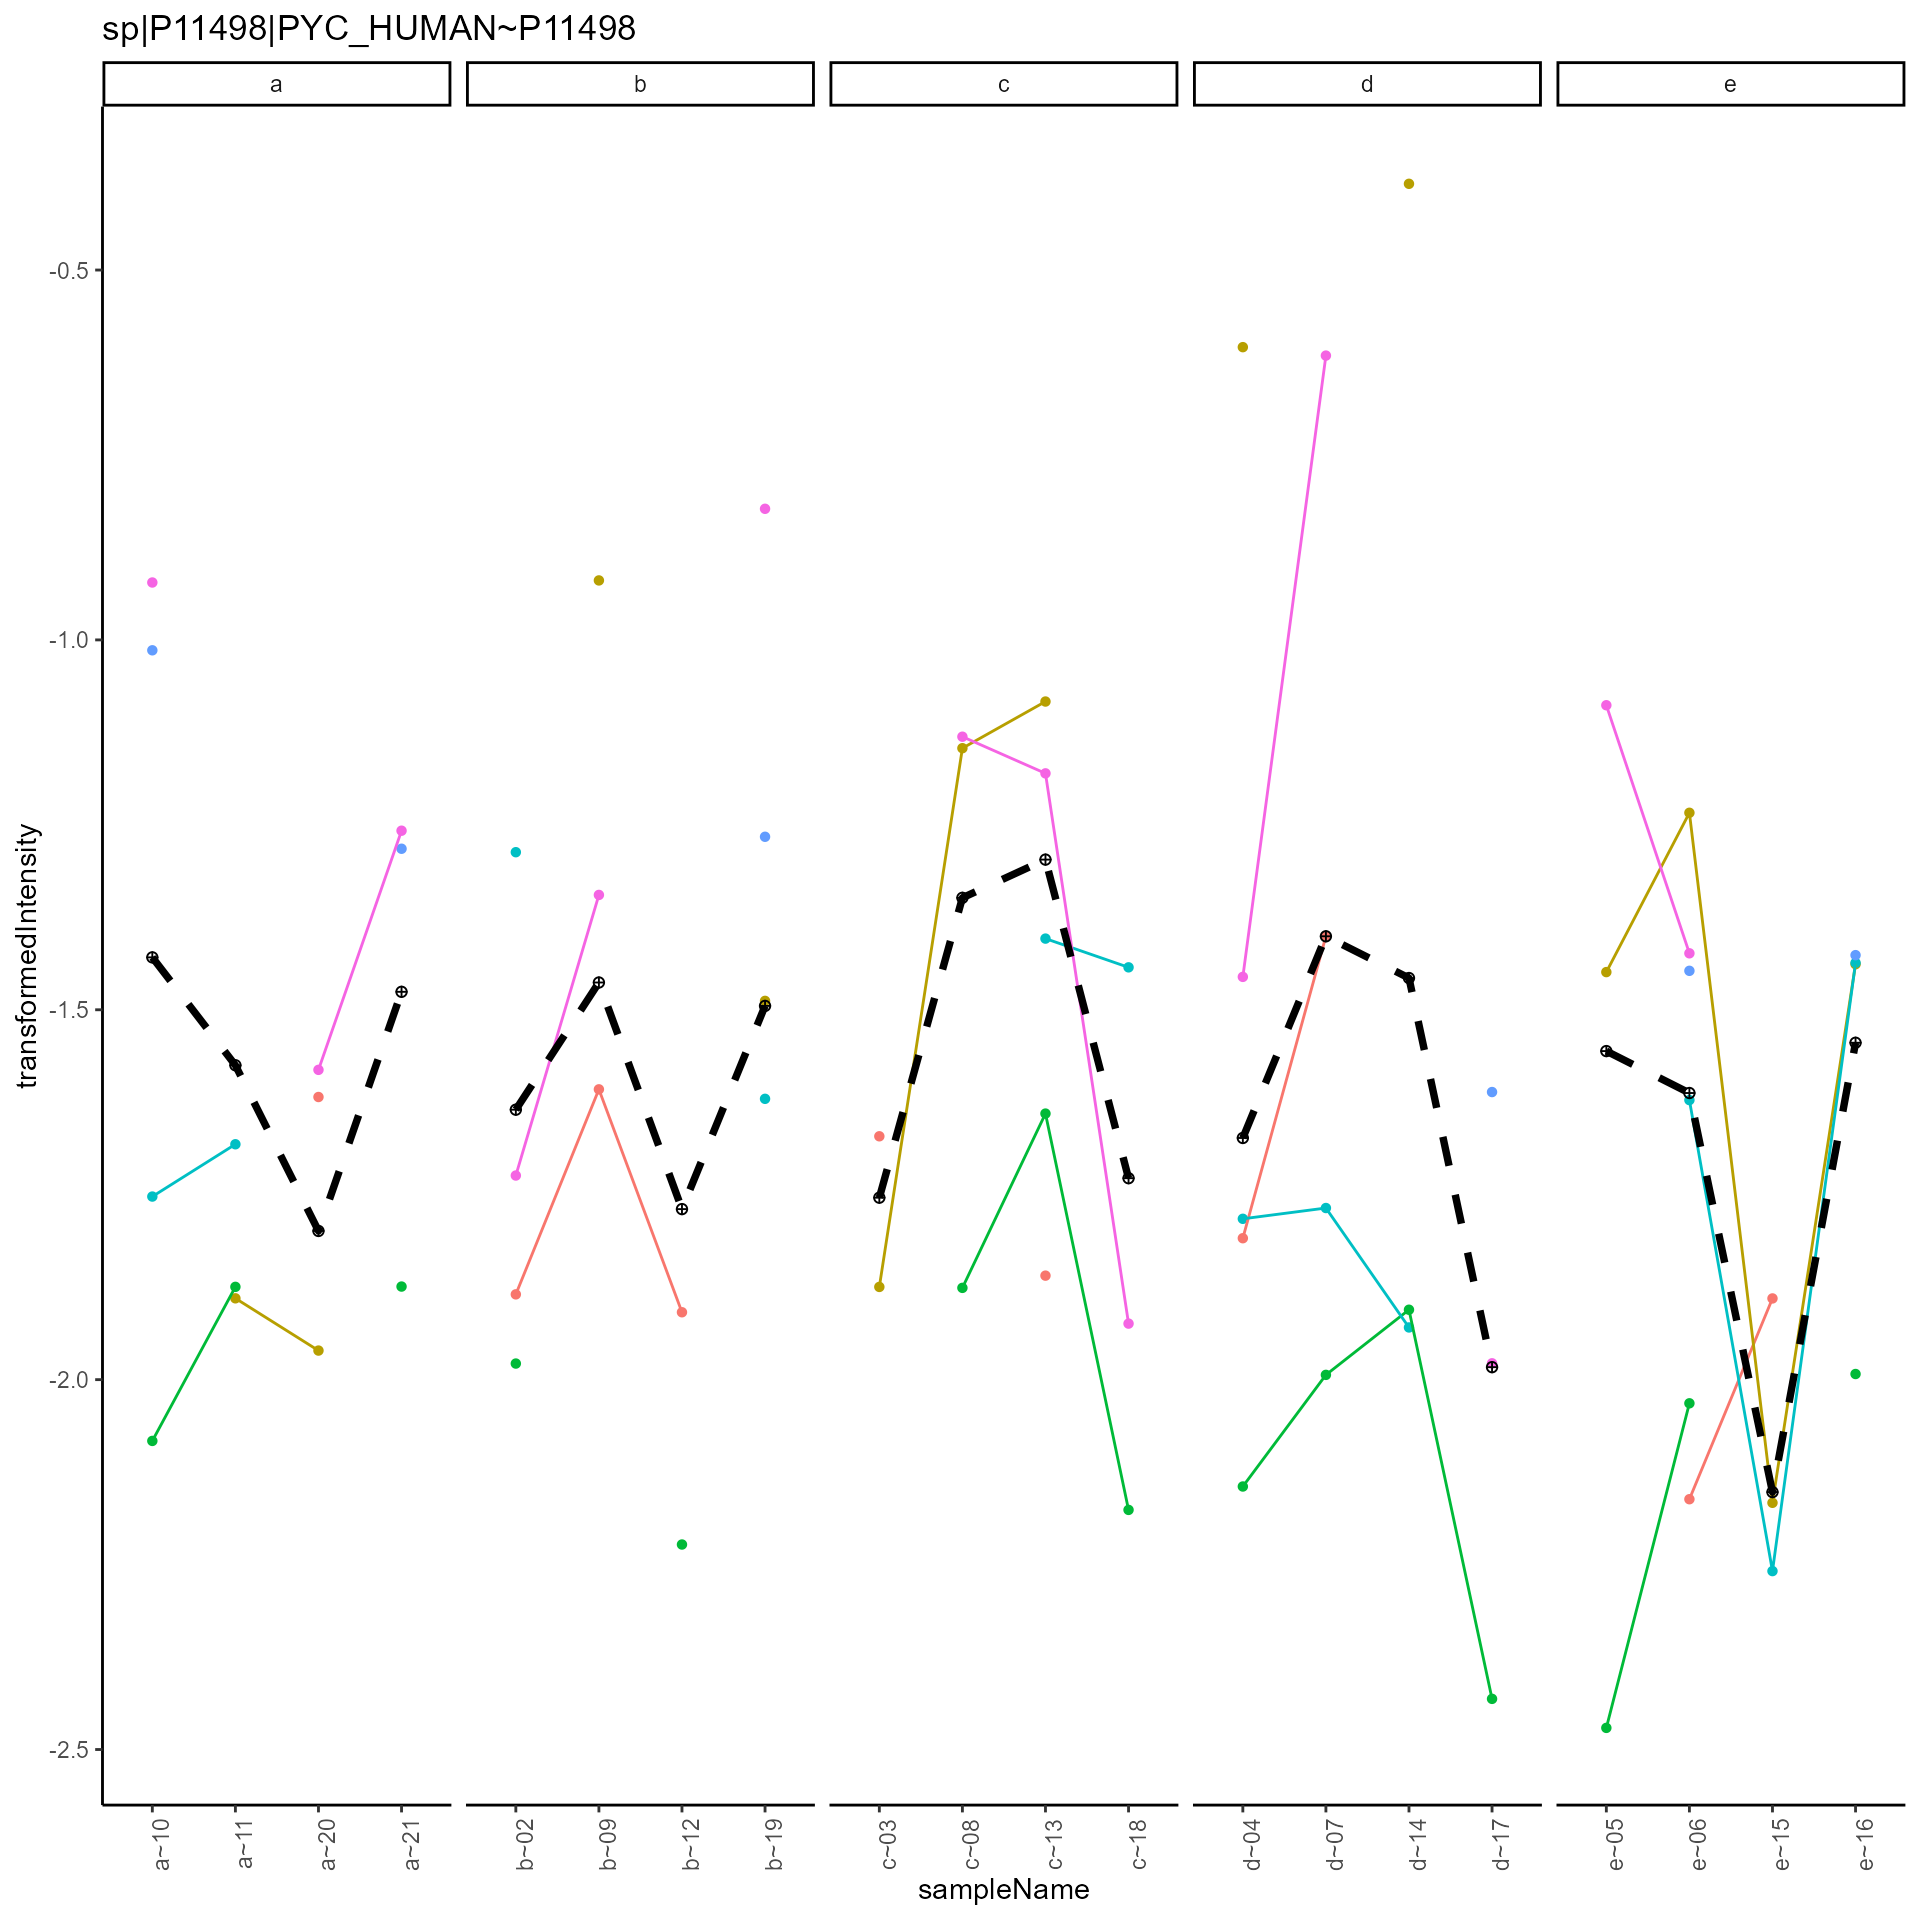 sp|P11498|PYC_HUMAN~P11498
a b c d e
transformedIntensity
-0.5
-1.0
-1.5
-2.0
-2.5
a~10 a~11 a~20 a~21 b~02 b~09 b~12 b~19 c~03 c~08 c~13 c~18 d~04 d~07 d~14 d~17 e~05 e~06 e~15 e~16
sampleName